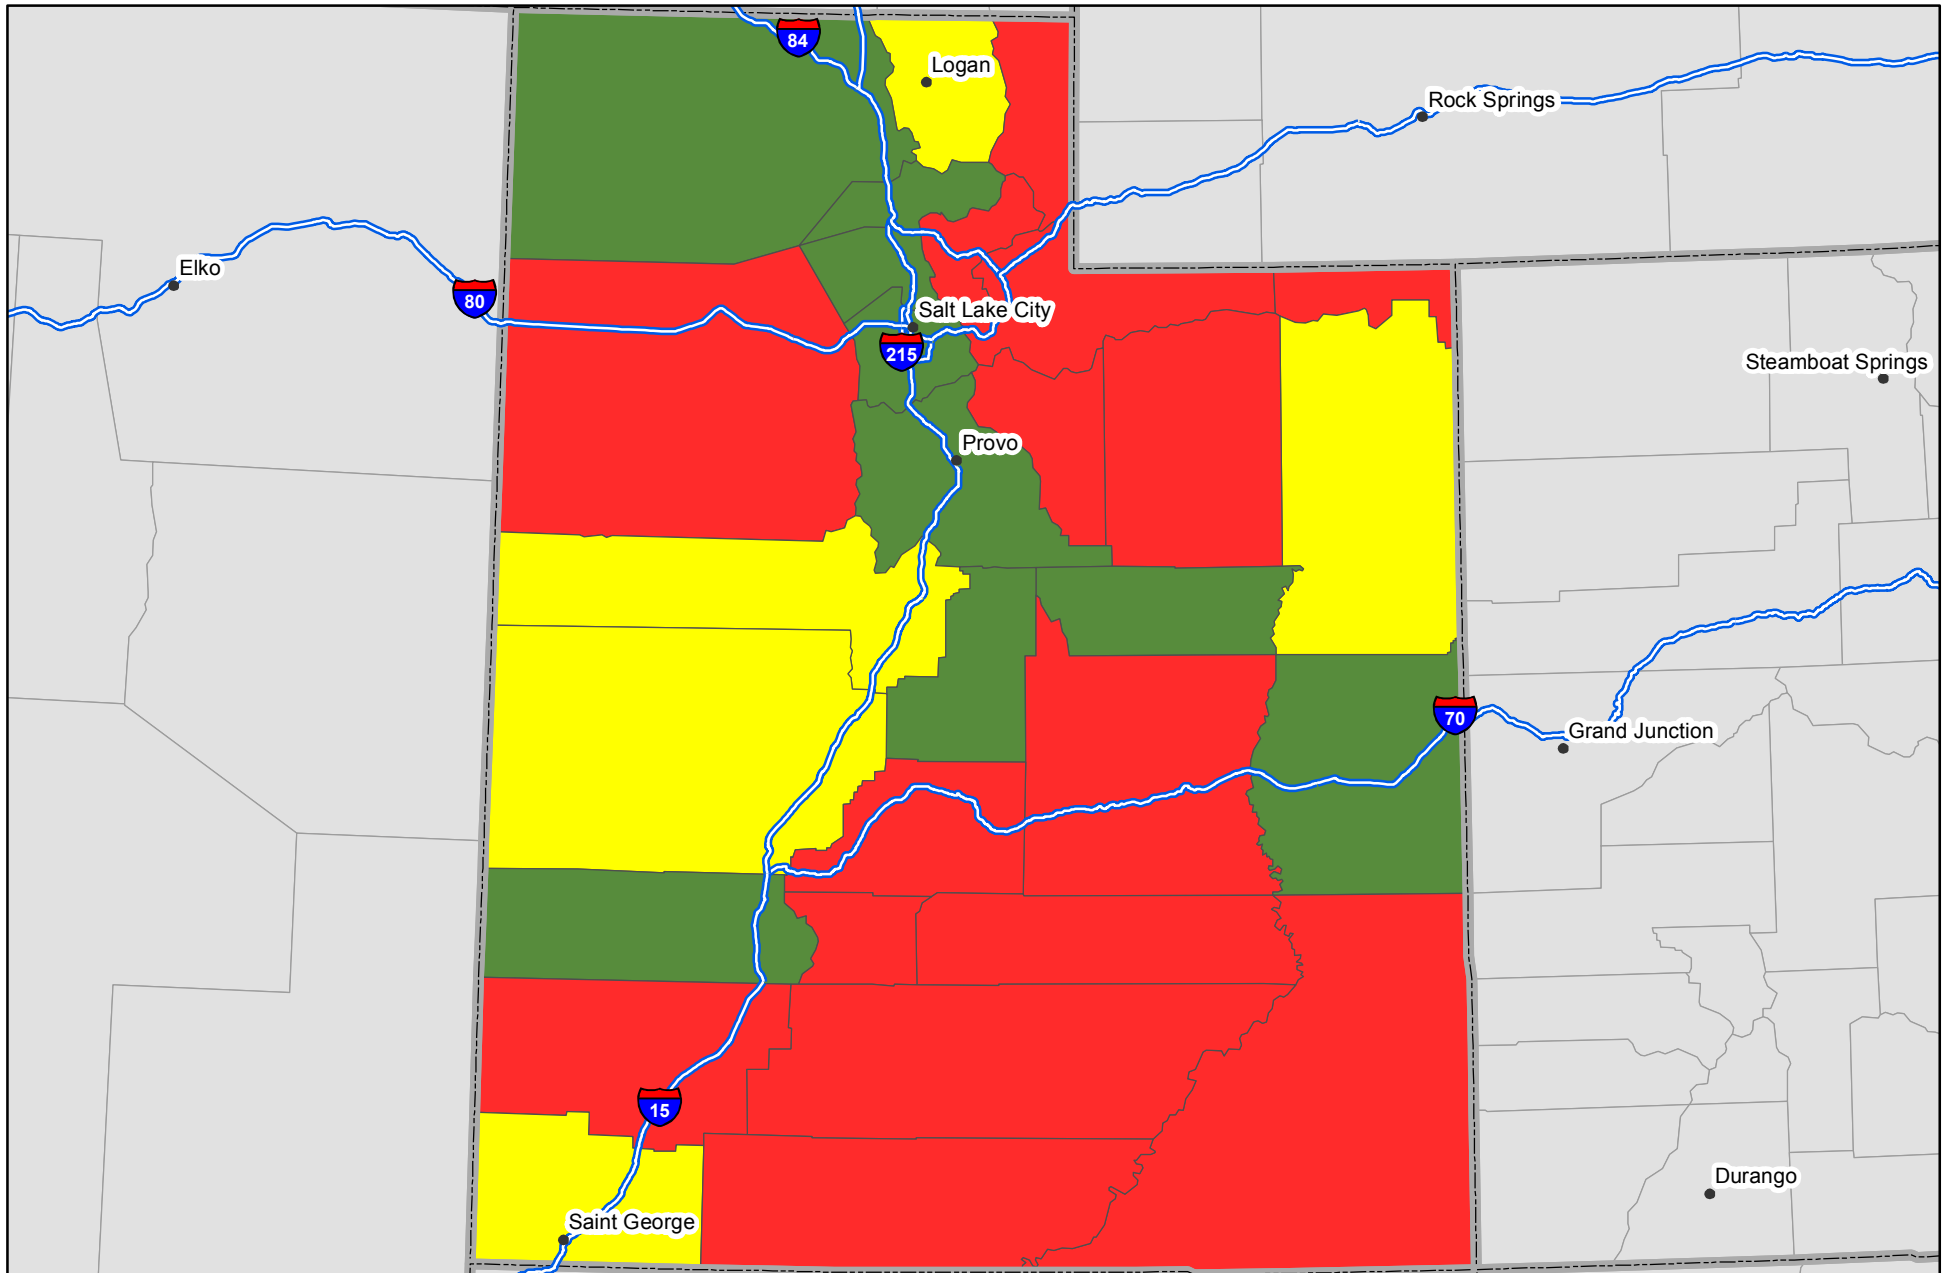 84
Logan
Rock Springs
Elko
80
Salt Lake City
215
Steamboat Springs
Provo
70
Grand Junction
15
Durango
Saint George